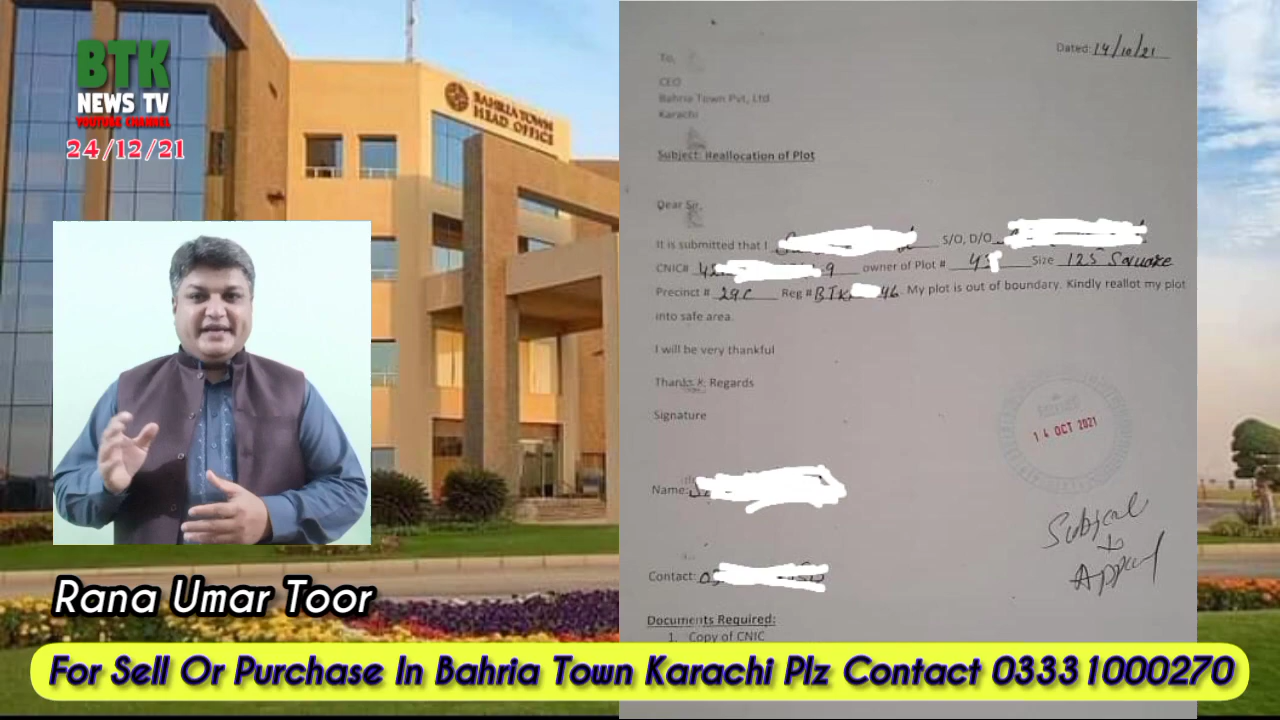 BTK
NEWS TV
YOUTUBE CHANNEL
24/12/21
BAHRIA TOWN
HEAD OFFICE
Rana Umar Toor
Dated: 14/10/21
To,
CEO
Bahria Town Pvt, Ltd
Karachi
Subject: Reallocation of Plot
Dear Sir,
It is submitted that I S/O, D/O
CNIC# 9 owner of Plot # Size 125 Square
Precinct # 29C Reg # BTK 46. My plot is out of boundary. Kindly reallot my plot
into safe area.
I will be very thankful
Thanks & Regards
Signature
14 OCT 2021
Name:
Contact:
Documents Required:
1. Copy of CNIC
For Sell Or Purchase In Bahria Town Karachi Plz Contact 03331000270